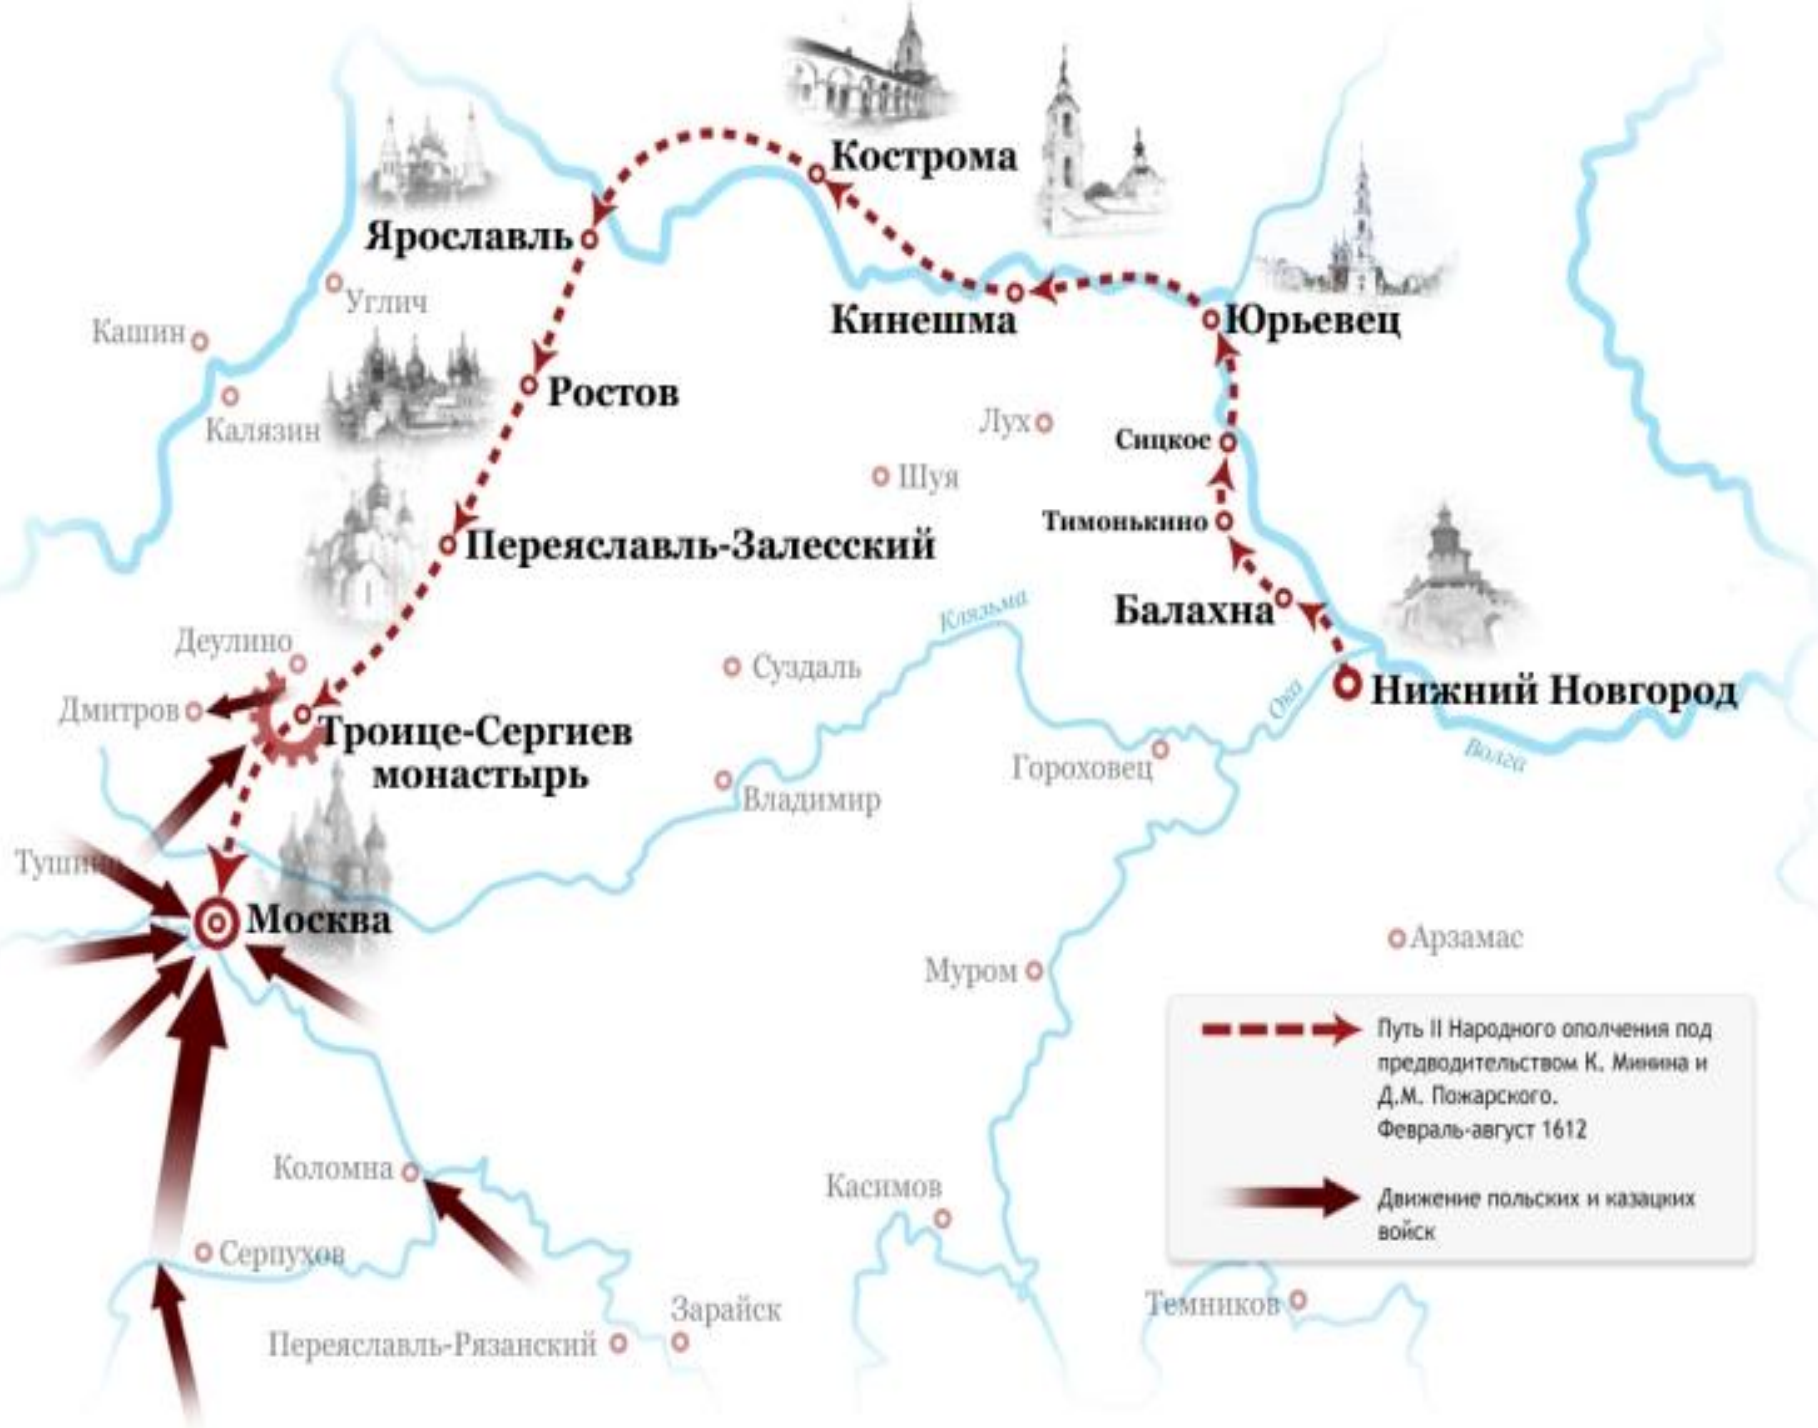 Кострома
Ярославль
Углич
Кашин
Кинешма
Юрьевец
Ростов
Калязин
Лух
Сицкое
Шуя
Тимонькино
Переяславль-Залесский
Балахна
Клязьма
Деулино
Суздаль
Дмитров
Нижний Новгород
Ока
Троице-Сергиев
монастырь
Волга
Гороховец
Владимир
Тушино
Москва
Арзамас
Муром
Путь II Народного ополчения под
предводительством К. Минина и
Д.М. Пожарского.
Февраль-август 1612
Коломна
Касимов
Движение польских и казацких
войск
Серпухов
Темников
Зарайск
Переяславль-Рязанский